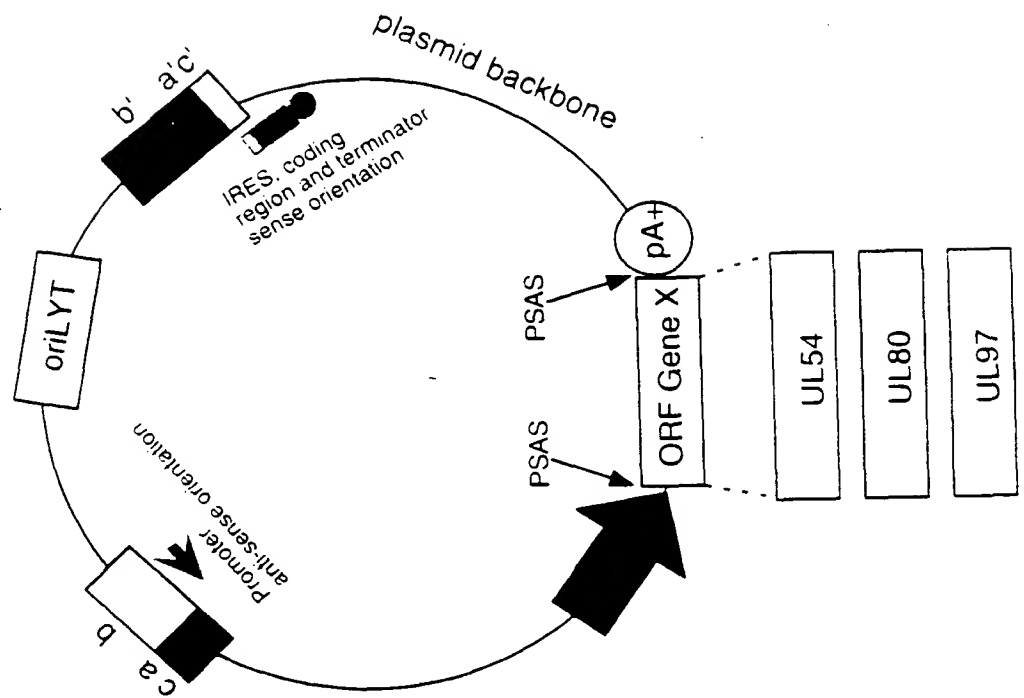 plasmid backbone
b'
a'c'
IRES, coding
region and terminator
sense orientation
oriLYT
Promoter
anti-sense orientation
b
ca
PSAS
PSAS
ORF Gene X
pA+
UL54
UL80
UL97